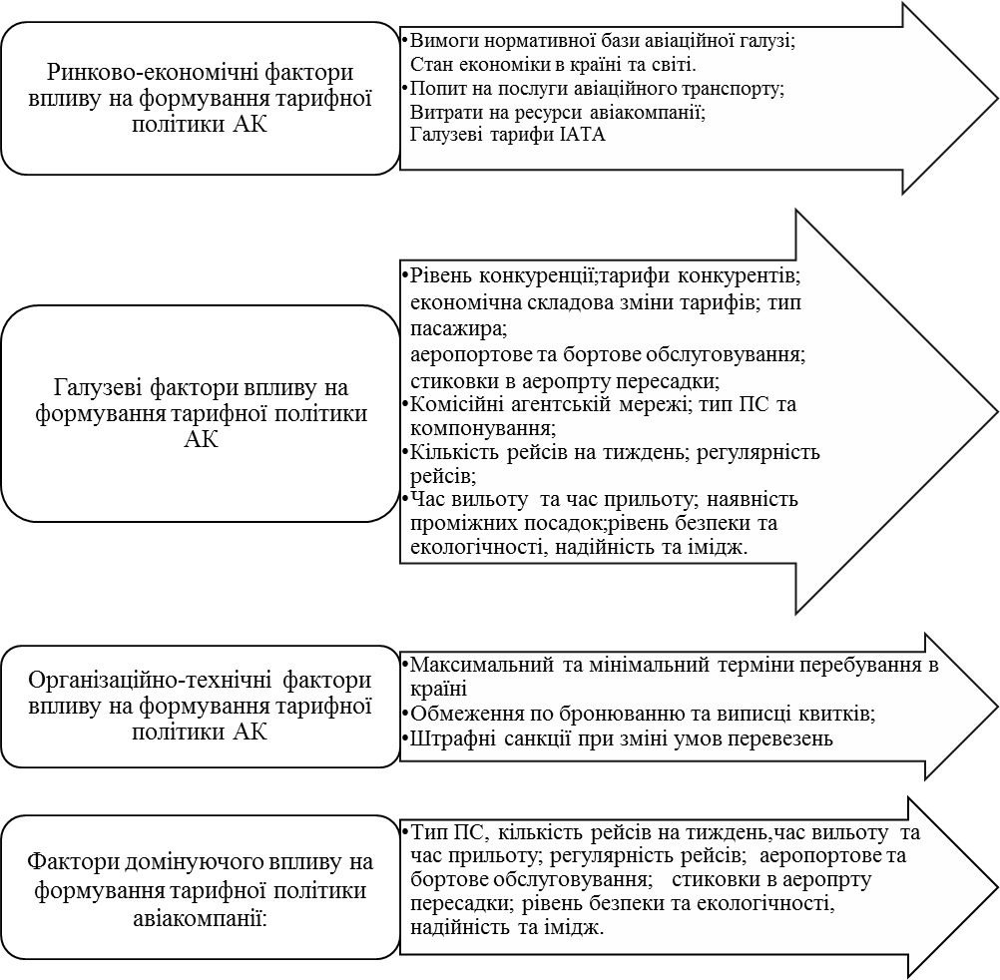 Ринково-економічні фактори
впливу на формування тарифної
політики АК
•Вимоги нормативної бази авіаційної галузі;
Стан економіки в країні та світі.
•Попит на послуги авіаційного транспорту;
Витрати на ресурси авіакомпанії;
Галузеві тарифи IATA
Галузеві фактори впливу на
формування тарифної політики
АК
•Рівень конкуренції;тарифи конкурентів;
економічна складова зміни тарифів; тип
пасажира;
аеропортове та бортове обслуговування;
стиковки в аеропрту пересадки;
•Комісійні агентській мережі; тип ПС та
компонування;
•Кількість рейсів на тиждень; регулярність
рейсів;
•Час вильоту та час прильоту; наявність
проміжних посадок;рівень безпеки та
екологічності, надійність та імідж.
Організаційно-технічні фактори
впливу на формування тарифної
політики АК
•Максимальний та мінімальний терміни перебування в
країні
•Обмеження по бронюванню та виписці квитків;
•Штрафні санкції при зміні умов перевезень
Фактори домінуючого впливу на
формування тарифної політики
авіакомпанії:
•Тип ПС, кількість рейсів на тиждень,час вильоту та
час прильоту; регулярність рейсів; аеропортове та
бортове обслуговування; стиковки в аеропрту
пересадки; рівень безпеки та екологічності,
надійність та імідж.